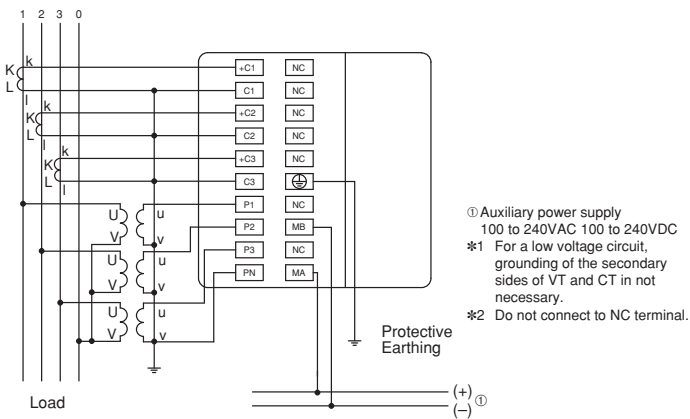 1 2 3 0
k
K
L
l
k
K
L
l
k
K
L
l
+C1 NC
C1 NC
+C2 NC
C2 NC
+C3 NC
C3
P1 NC
P2 MB
P3 NC
PN MA
U u
V v
U u
V v
U u
V v
Load
Protective
Earthing
(+)
(−)
①
①Auxiliary power supply
100 to 240VAC 100 to 240VDC
✻1 For a low voltage circuit,
grounding of the secondary
sides of VT and CT in not
necessary.
✻2 Do not connect to NC terminal.